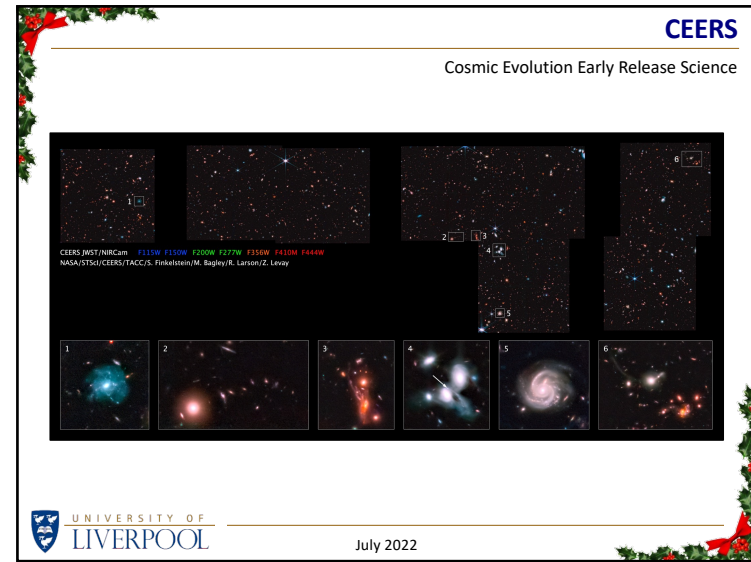 CEERS
Cosmic Evolution Early Release Science
1
2
3
4
5
6
CEERS JWST/NIRCam F115W F150W F200W F277W F356W F410M F444W
NASA/STScI/CEERS/TACC/S. Finkelstein/M. Bagley/R. Larson/Z. Levay
1
2
3
4
5
6
UNIVERSITY OF
LIVERPOOL
July 2022